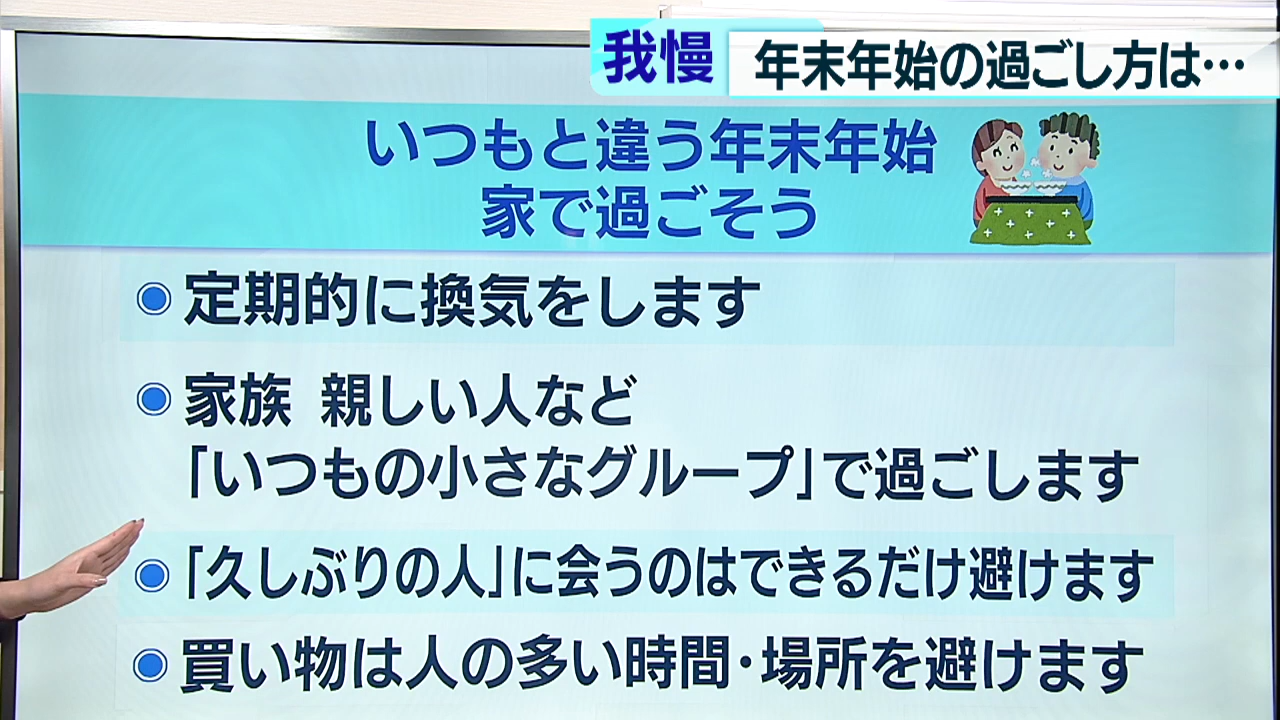 我慢 年末年始の過ごし方は…
いつもと違う年末年始
家で過ごそう
定期的に換気をします
家族 親しい人など
「いつもの小さなグループ」で過ごします
「久しぶりの人」に会うのはできるだけ避けます
買い物は人の多い時間・場所を避けます